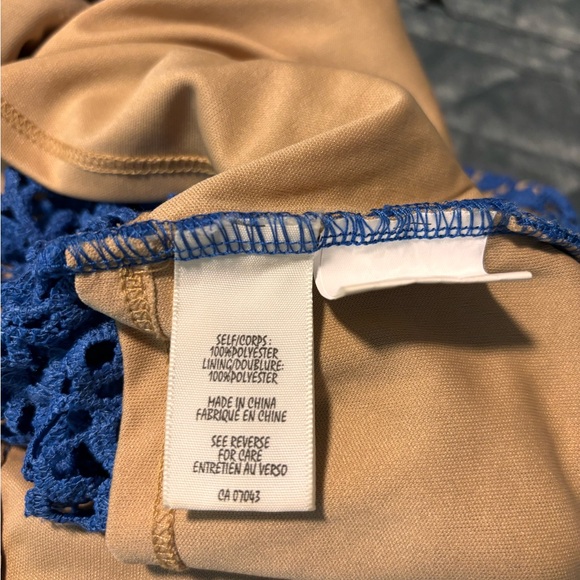 SELF/CORPS :
100%POLYESTER
LINING/DOUBLURE:
100%POLYESTER
MADE IN CHINA
FABRIQUÉ EN CHINE
SEE REVERSE
FOR CARE
ENTRETIEN AU VERSO
CA 07043